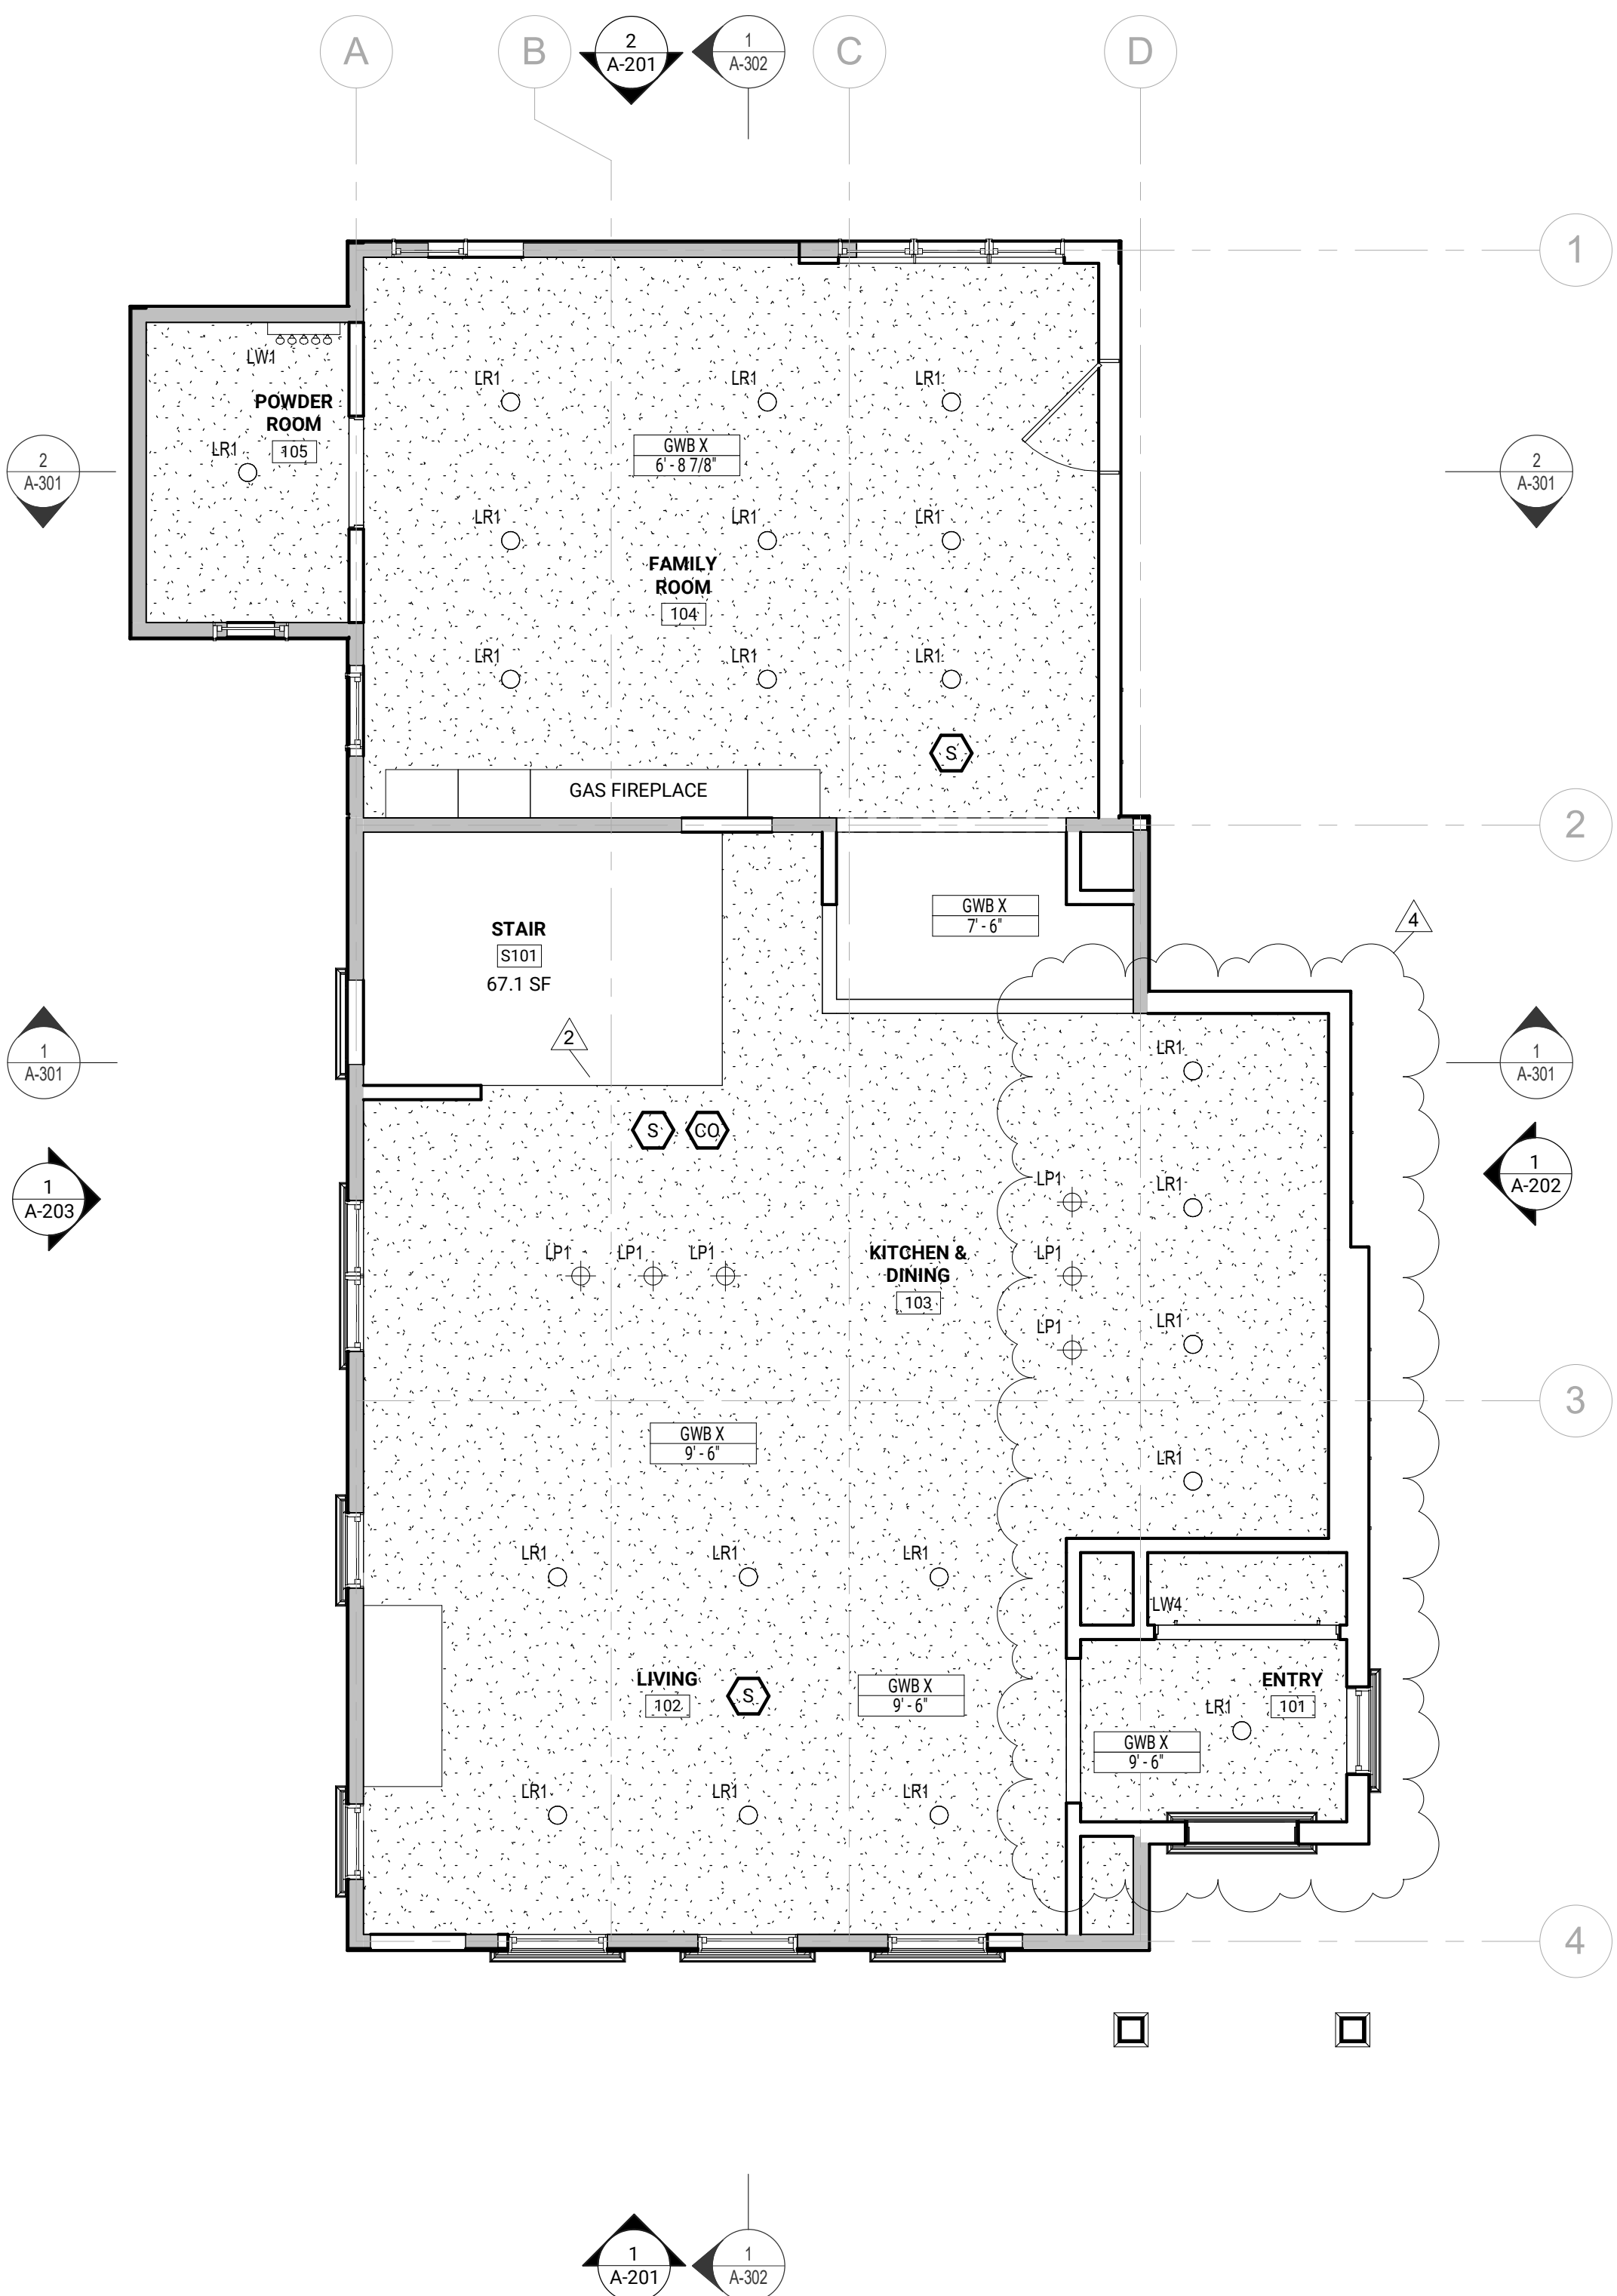 A
B
2
A-201
1
A-302
C
D
1
LW1
POWDER
ROOM
105
LR1
LR1
LR1
LR1
GWB X
6' - 8 7/8"
2
A-301
2
A-301
LR1
LR1
LR1
FAMILY
ROOM
104
LR1
LR1
LR1
S
GAS FIREPLACE
2
STAIR
S101
67.1 SF
GWB X
7' - 6"
4
2
1
A-301
1
A-301
LR1
S
CO
1
A-203
1
A-202
LP1
LR1
LP1
LP1
LP1
KITCHEN &
DINING
103
LP1
LR1
LP1
3
GWB X
9' - 6"
LR1
LR1
LR1
LR1
LW4
LIVING
102
S
GWB X
9' - 6"
ENTRY
101
LR1
GWB X
9' - 6"
LR1
LR1
LR1
4
1
A-201
1
A-302